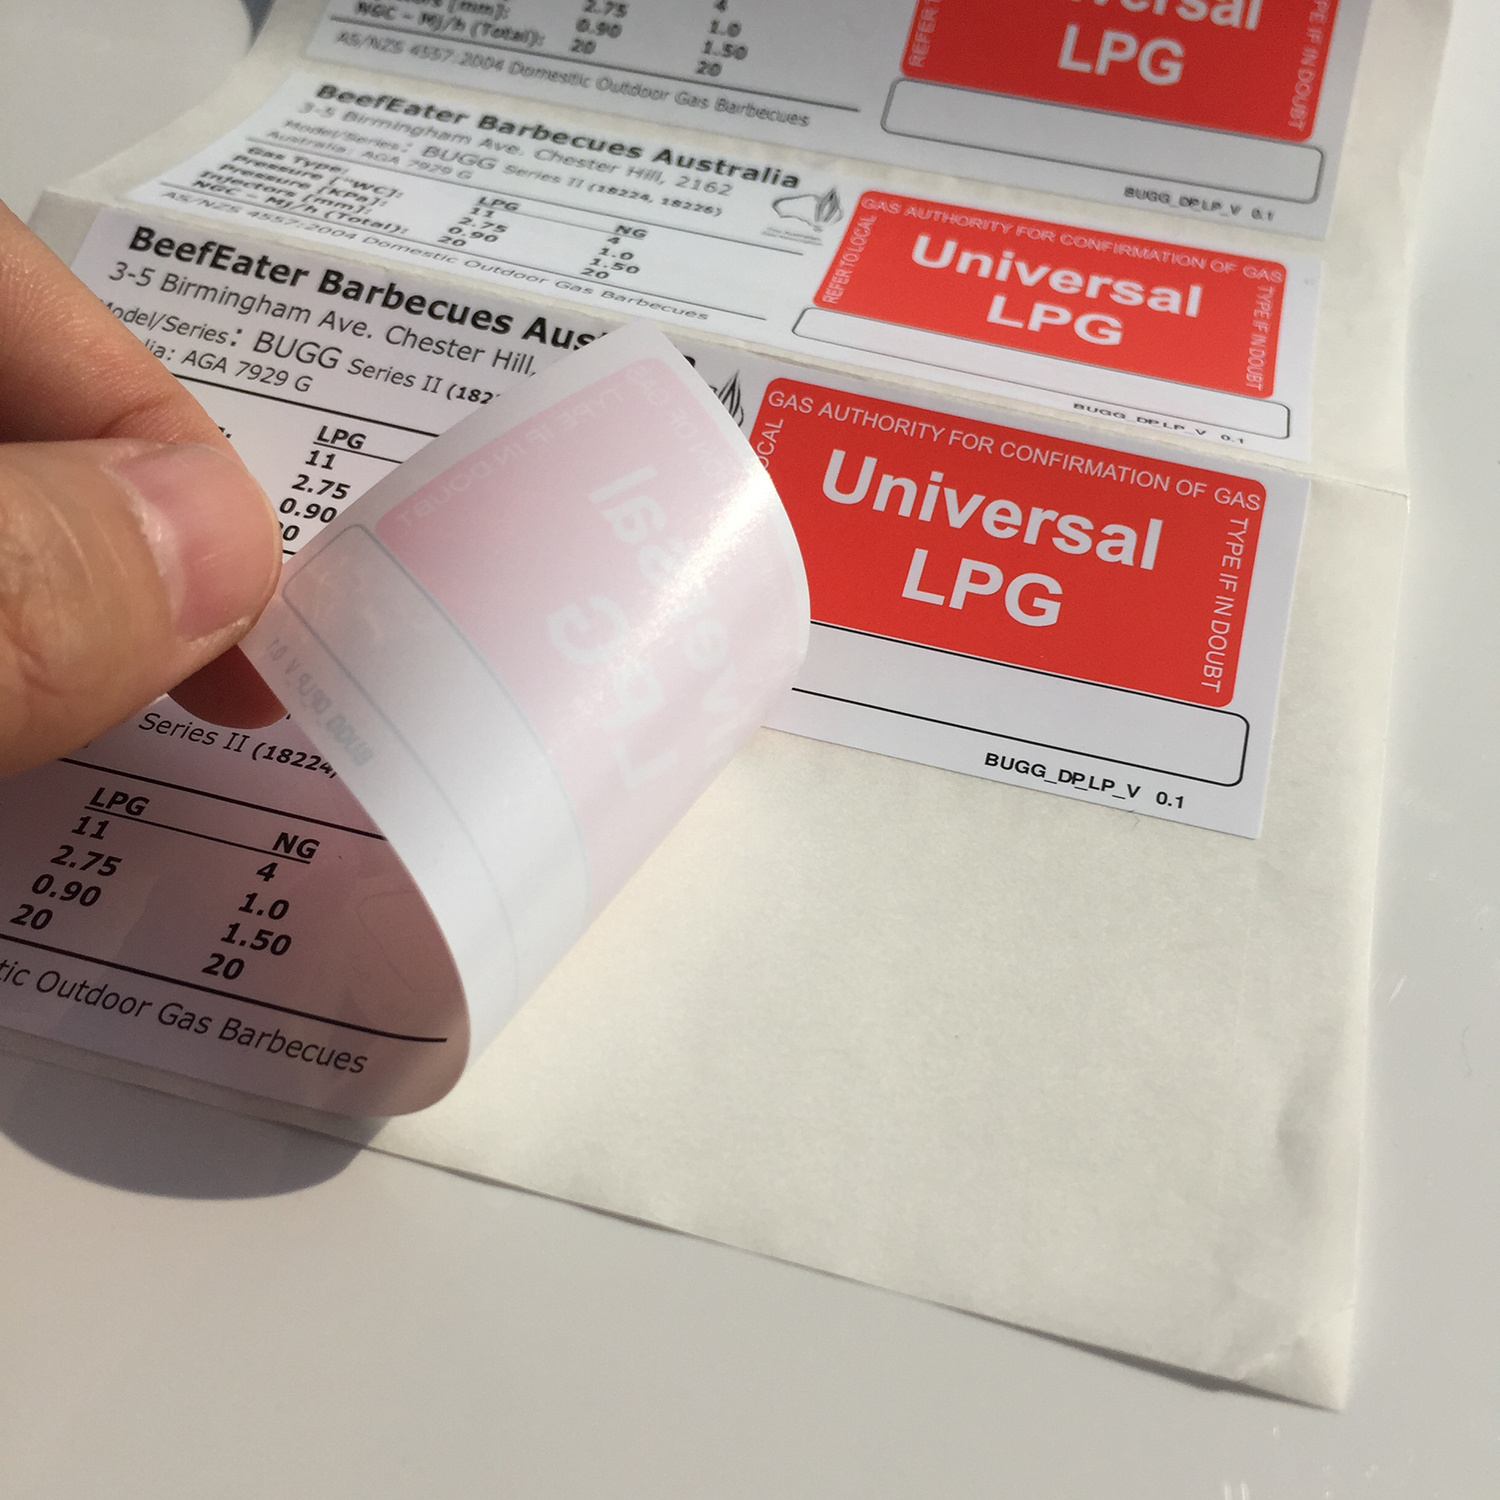 [mm]:
2.75
4
NGC – Mj/h (Total):
0.90
1.0
20
1.50
20
AS/NZS 4557:2004 Domestic Outdoor Gas Barbecues
Universal
LPG
REFER
TYPE IF IN DOUBT
BUGG_DP_LP_V 0.1
BeefEater Barbecues Australia
3-5 Birmingham Ave. Chester Hill, 2162
Model/Series: BUGG Series II (18224, 18226)
Australia: AGA 7929 G
Gas Type: LPG NG
Pressure [“WC]: 11 4
Pressure [kPa]: 2.75 1.0
Injectors [mm]: 0.90 1.50
NGC – Mj/h (Total): 20 20
AS/NZS 4557:2004 Domestic Outdoor Gas Barbecues
REFER TO LOCAL
GAS AUTHORITY FOR CONFIRMATION OF GAS
TYPE IF IN DOUBT
Universal
LPG
BUGG_DP_LP_V 0.1
BeefEater Barbecues Aus
3-5 Birmingham Ave. Chester Hill,
Model/Series: BUGG Series II (182
lia: AGA 7929 G
LPG
11
2.75
0.90
OCAL
GAS AUTHORITY FOR CONFIRMATION OF GAS
TYPE IF IN DOUBT
Universal
LPG
BUGG_DP_LP_V 0.1
Series II (18224,
LPG NG
11 4
2.75 1.0
0.90 1.50
20 20
tic Outdoor Gas Barbecues